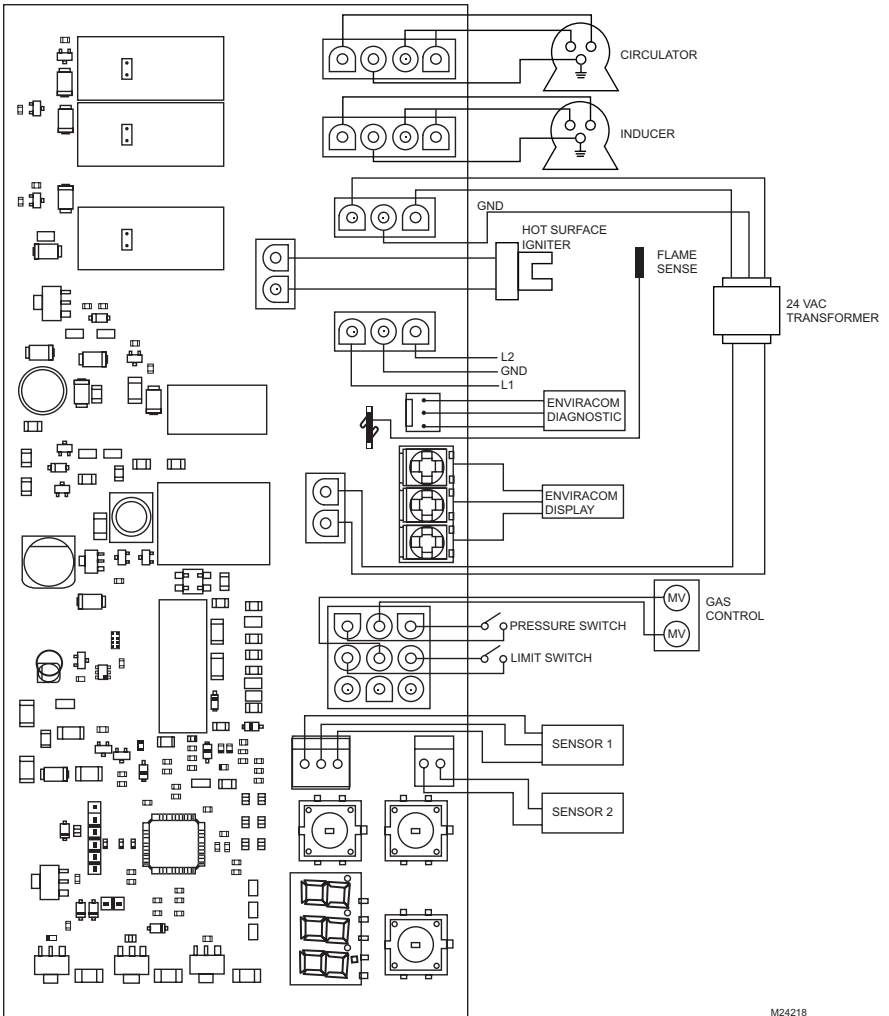 CIRCULATOR
INDUCER
GND
HOT SURFACE
IGNITER
FLAME
SENSE
24 VAC
TRANSFORMER
L2
GND
L1
ENVIRACOM
DIAGNOSTIC
ENVIRACOM
DISPLAY
MV
MV
GAS
CONTROL
PRESSURE SWITCH
LIMIT SWITCH
SENSOR 1
SENSOR 2
M24218